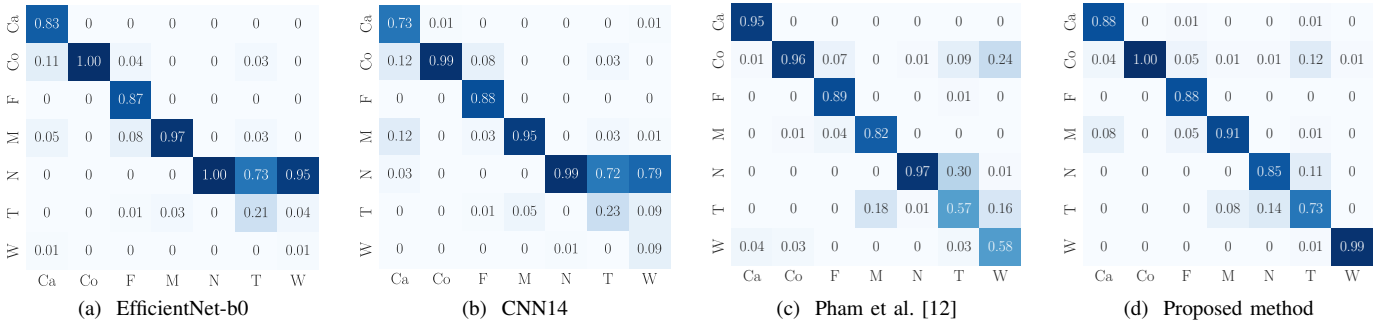 Ca 0.83 0 0 0 0 0 0
Co 0.11 1.00 0.04 0 0 0.03 0
F 0 0 0.87 0 0 0 0
M 0.05 0 0.08 0.97 0 0.03 0
N 0 0 0 0 1.00 0.73 0.95
T 0 0 0.01 0.03 0 0.21 0.04
W 0.01 0 0 0 0 0 0.01
Ca Co F M N T W
(a) EfficientNet-b0
Ca 0.73 0.01 0 0 0 0 0.01
Co 0.12 0.99 0.08 0 0 0.03 0
F 0 0 0.88 0 0 0 0
M 0.12 0 0.03 0.95 0 0.03 0.01
N 0.03 0 0 0 0.99 0.72 0.79
T 0 0 0.01 0.05 0 0.23 0.09
W 0 0 0 0 0.01 0 0.09
Ca Co F M N T W
(b) CNN14
Ca 0.95 0 0 0 0 0 0
Co 0.01 0.96 0.07 0 0.01 0.09 0.24
F 0 0 0.89 0 0 0.01 0
M 0 0.01 0.04 0.82 0 0 0
N 0 0 0 0 0.97 0.30 0.01
T 0 0 0 0.18 0.01 0.57 0.16
W 0.04 0.03 0 0 0 0.03 0.58
Ca Co F M N T W
(c) Pham et al. [12]
Ca 0.88 0 0.01 0 0 0.01 0
Co 0.04 1.00 0.05 0.01 0.01 0.12 0.01
F 0 0 0.88 0 0 0 0
M 0.08 0 0.05 0.91 0 0.01 0
N 0 0 0 0 0.85 0.11 0
T 0 0 0 0.08 0.14 0.73 0
W 0 0 0 0 0 0.01 0.99
Ca Co F M N T W
(d) Proposed method